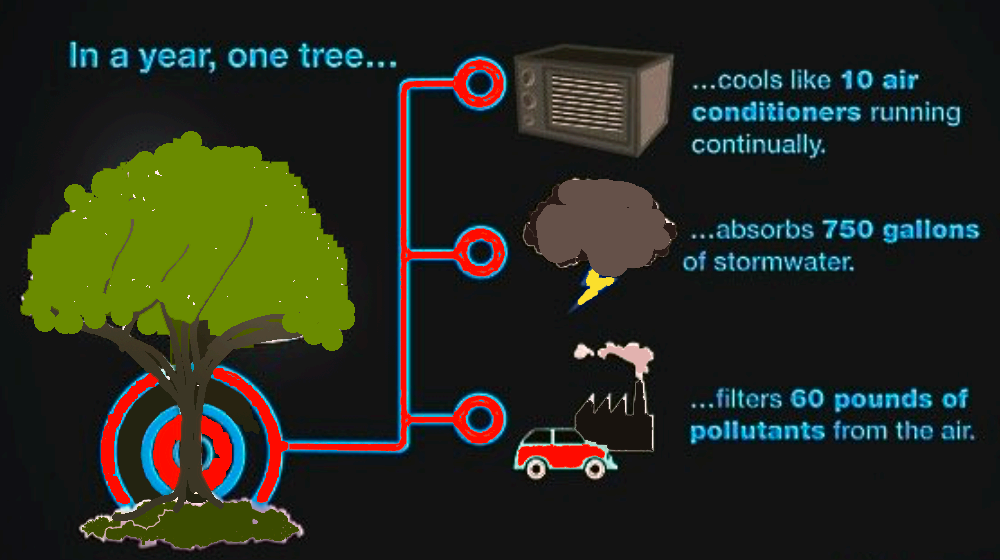 In a year, one tree...
...cools like 10 air
conditioners running
continually.
...absorbs 750 gallons
of stormwater.
...filters 60 pounds of
pollutants from the air.